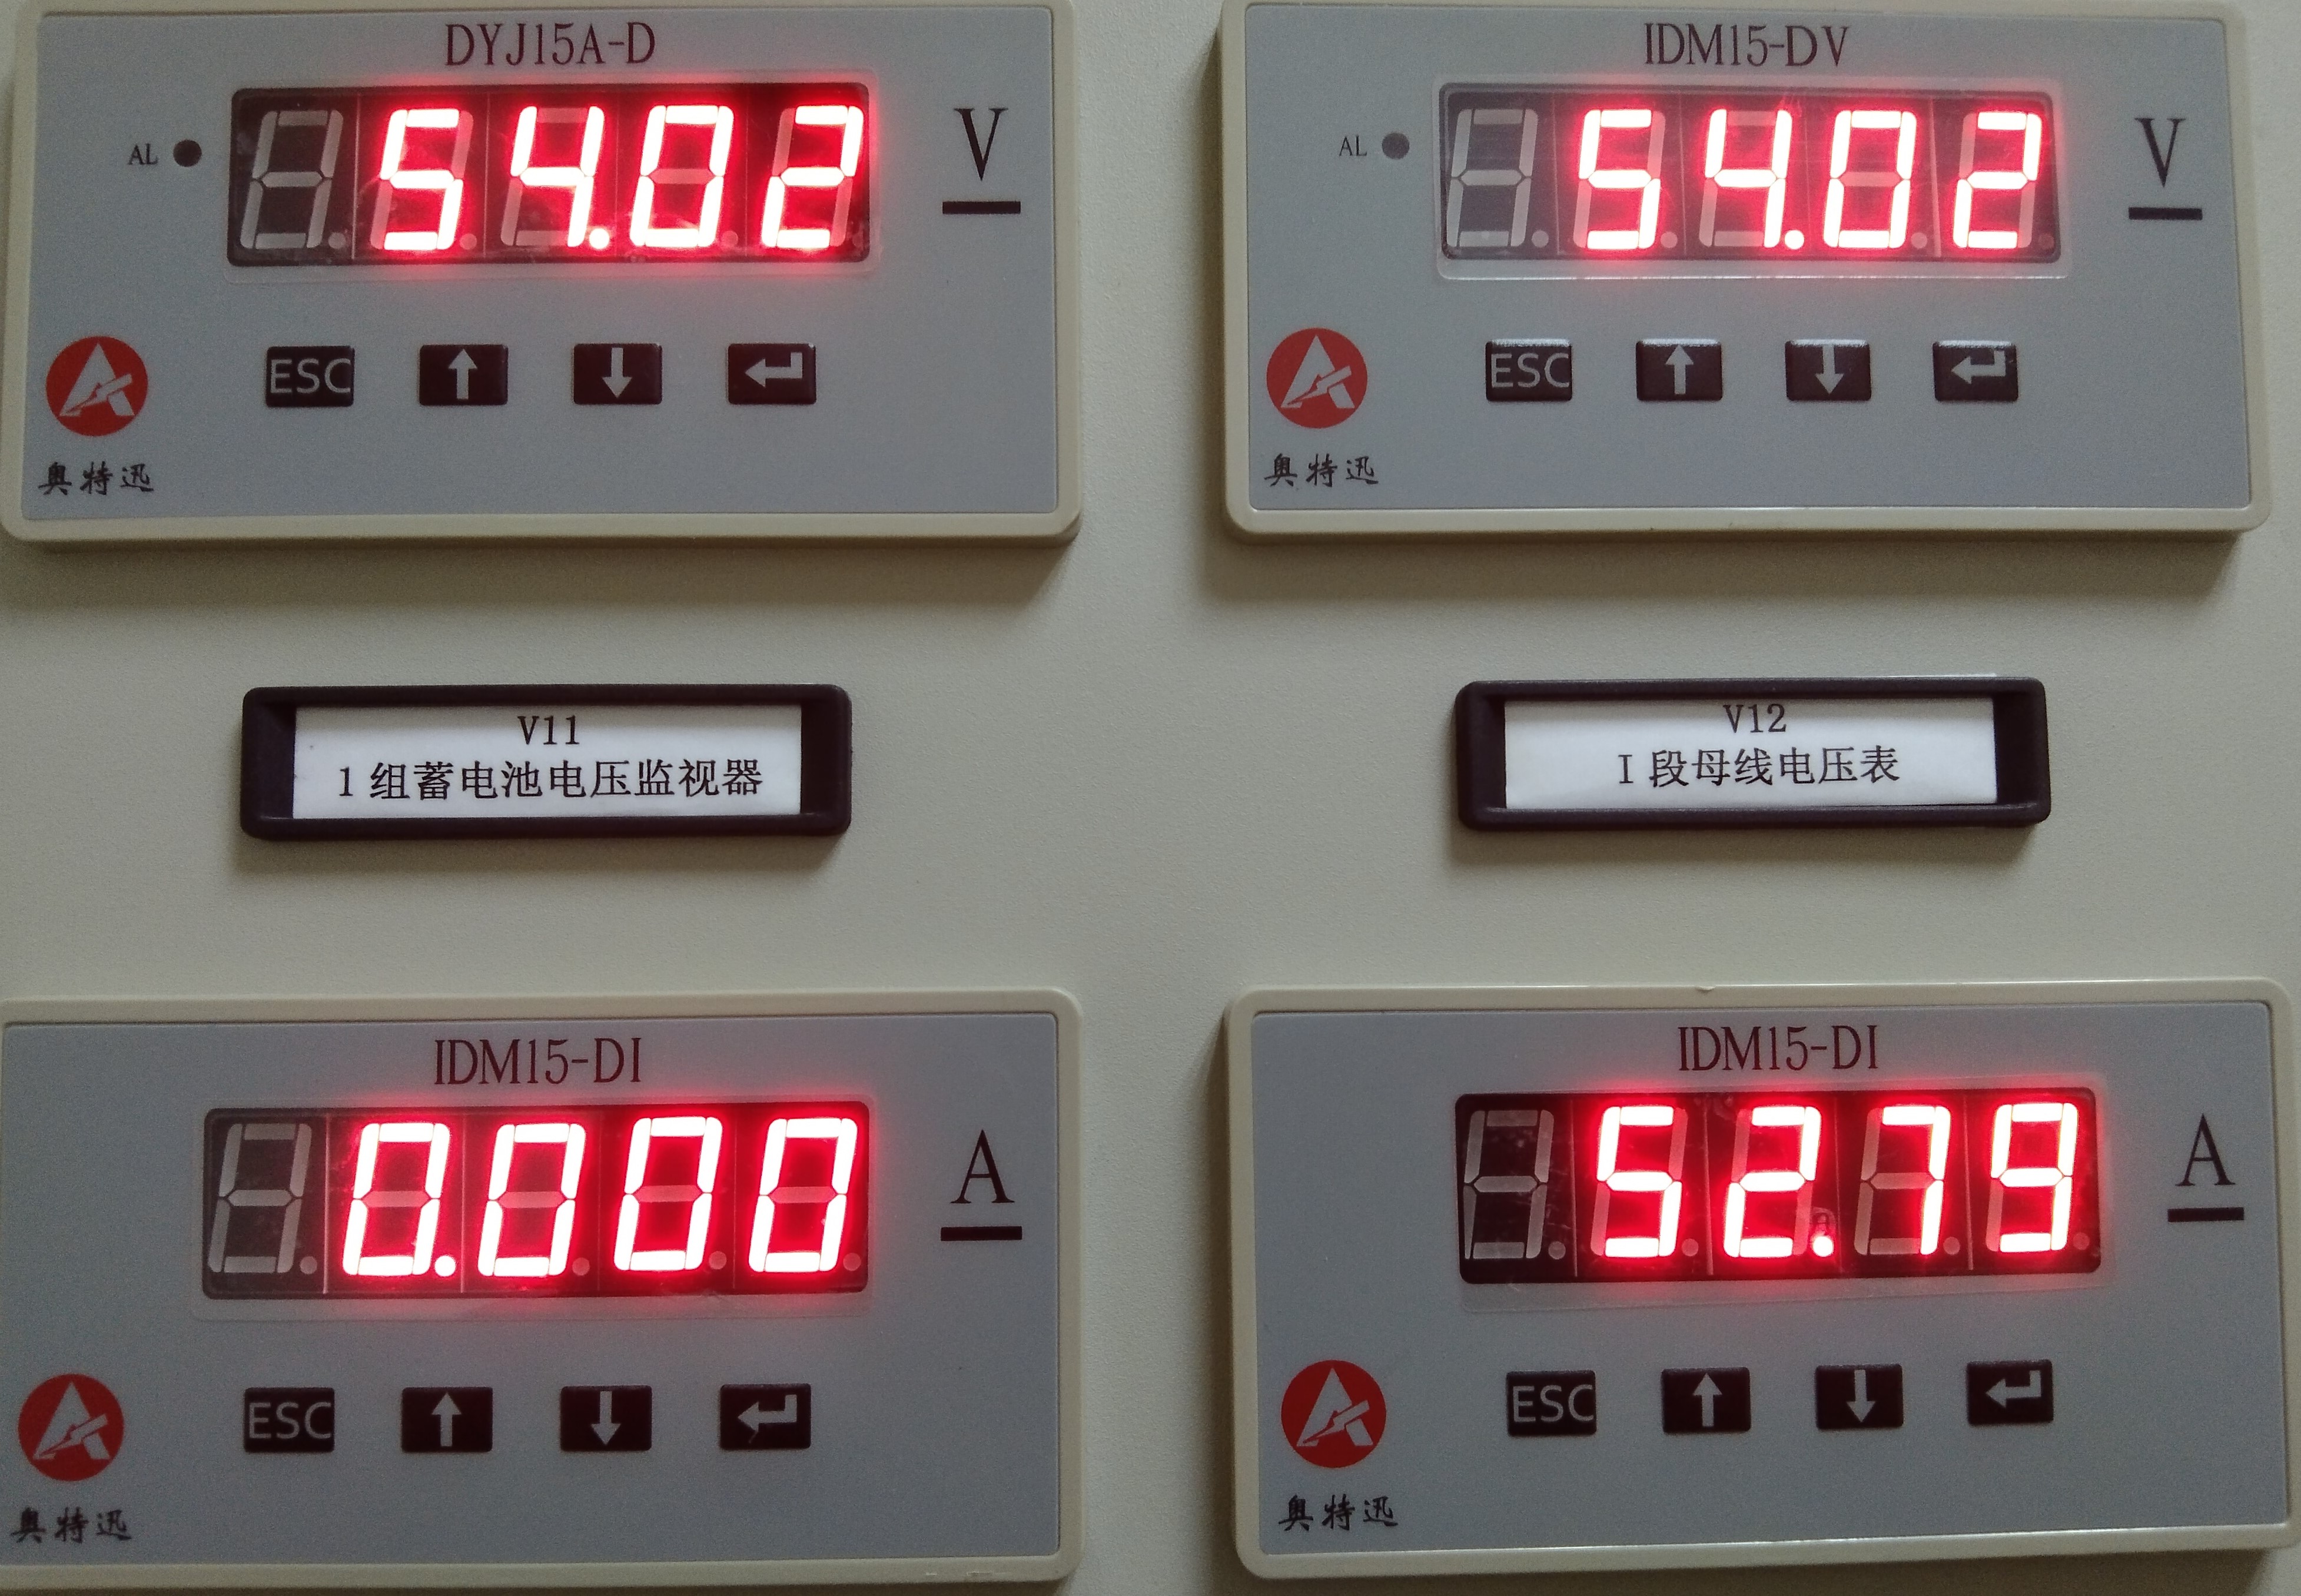 DYJ15A-D
AL
54.02
V
ESC
奥特迅
IDM15-DV
AL
54.02
V
ESC
奥特迅
V11
1组蓄电池电压监视器
V12
I段母线电压表
IDM15-DI
0.000
A
ESC
奥特迅
IDM15-DI
52.79
A
ESC
奥特迅